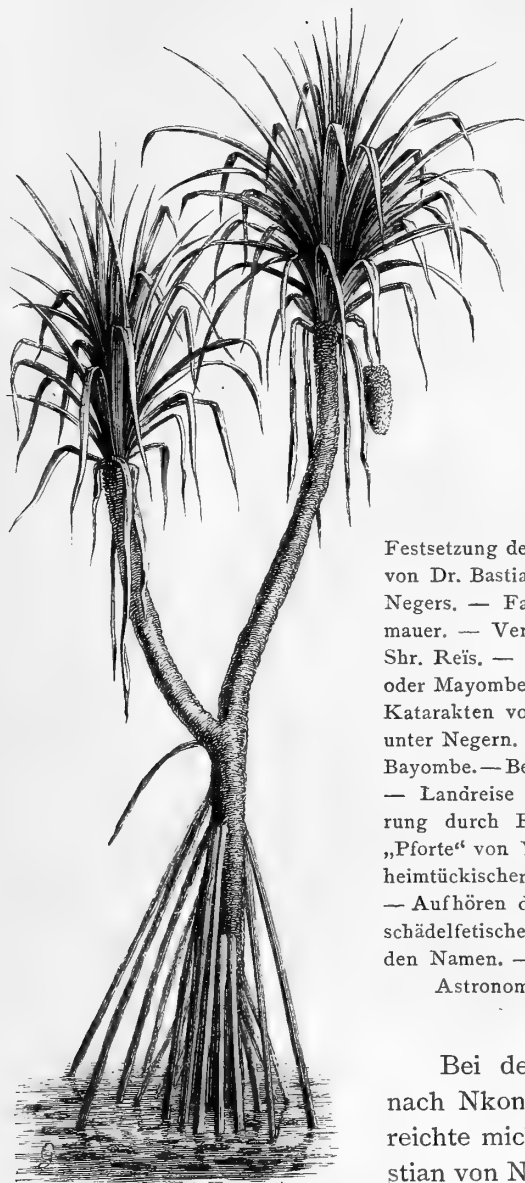 Festsetzung de
von Dr. Bastia
Negers. — Fa
mauer. — Ver
Shr. Reïs. —
oder Mayombe
Katarakten vo
unter Negern.
Bayombe. — Be
— Landreise
rung durch E
„Pforte“ von Y
heimtückischer
— Aufhören d
schädelfetische
den Namen. —
Astronom
Bei de
nach Nkon
reichte mic
stian von N